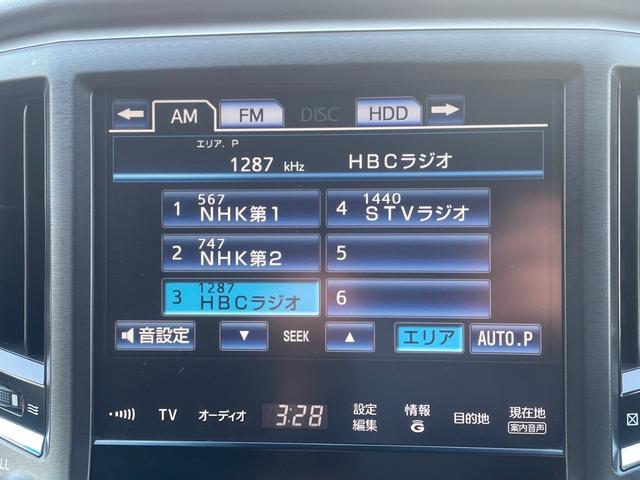 AM FM DISC HDD
エリア.P
1287 kHz HBCラジオ
1 567 NHK第1
4 1440 STVラジオ
2 747 NHK第2
5
3 1287 HBCラジオ
6
音設定 ▼ SEEK ▲ エリア AUTO.P
TV オーディオ 3:28 設定編集 情報G 目的地 現在地
案内音声
LL